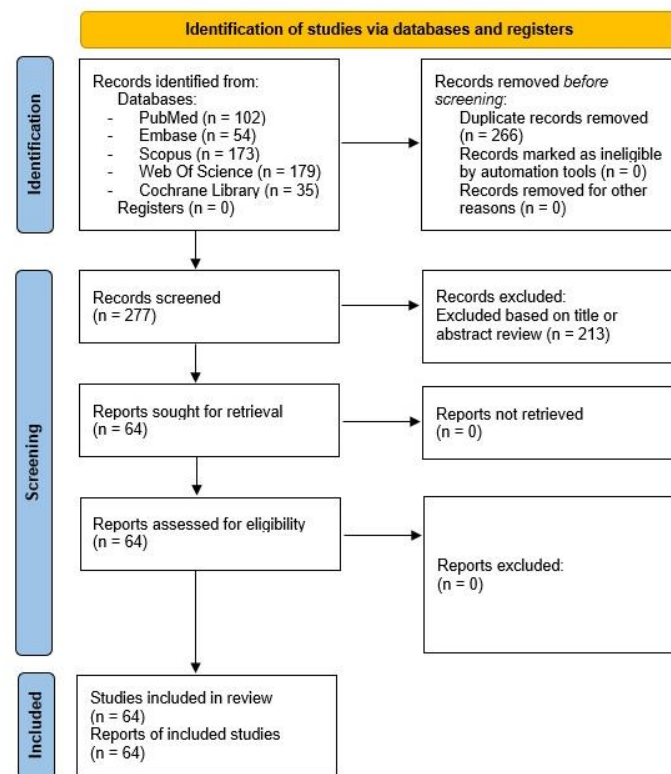 Identification of studies via databases and registers
Identification
Records identified from:
Databases:
- PubMed (n = 102)
- Embase (n = 54)
- Scopus (n = 173)
- Web Of Science (n = 179)
- Cochrane Library (n = 35)
Registers (n = 0)
Records removed before
screening:
Duplicate records removed
(n = 266)
Records marked as ineligible
by automation tools (n = 0)
Records removed for other
reasons (n = 0)
Screening
Records screened
(n = 277)
Records excluded:
Excluded based on title or
abstract review (n = 213)
Reports sought for retrieval
(n = 64)
Reports not retrieved
(n = 0)
Reports assessed for eligibility
(n = 64)
Reports excluded:
(n = 0)
Included
Studies included in review
(n = 64)
Reports of included studies
(n = 64)